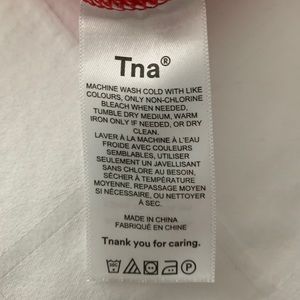 Tna®
MACHINE WASH COLD WITH LIKE
COLOURS, ONLY NON-CHLORINE
BLEACH WHEN NEEDED,
TUMBLE DRY MEDIUM, WARM
IRON ONLY IF NEEDED, OR DRY
CLEAN.
LAVER À LA MACHINE À L'EAU
FROIDE AVEC COULEURS
SEMBLABLES, UTILISER
SEULEMENT UN JAVELLISANT
SANS CHLORE AU BESOIN,
SÉCHER À TEMPÉRATURE
MOYENNE, REPASSAGE MOYEN
SI NÉCESSAIRE, OU NETTOYER
À SEC.
MADE IN CHINA
FABRIQUÉ EN CHINE
Tnank you for caring.